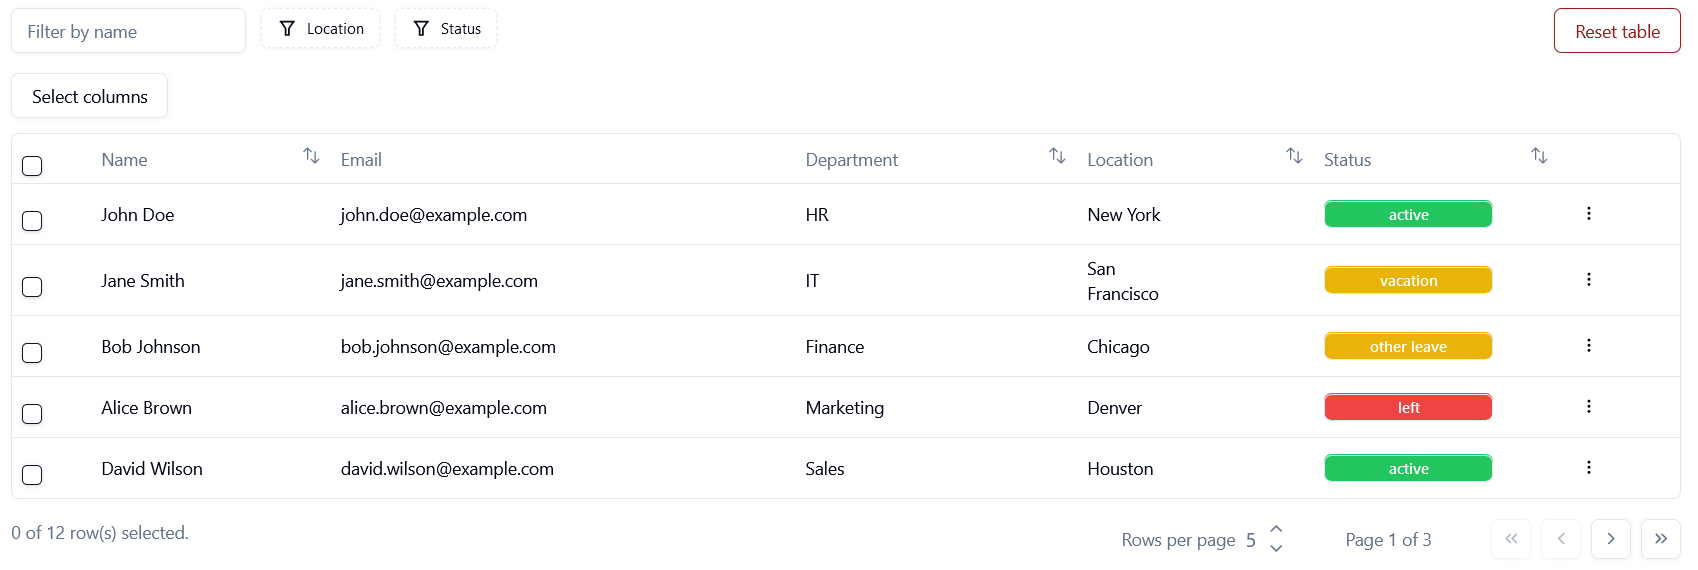 Filter by name
Location
Status
Reset table
Select columns
Name Email Department Location Status
John Doe john.doe@example.com HR New York active
Jane Smith jane.smith@example.com IT San Francisco vacation
Bob Johnson bob.johnson@example.com Finance Chicago other leave
Alice Brown alice.brown@example.com Marketing Denver left
David Wilson david.wilson@example.com Sales Houston active
0 of 12 row(s) selected.
Rows per page 5
Page 1 of 3